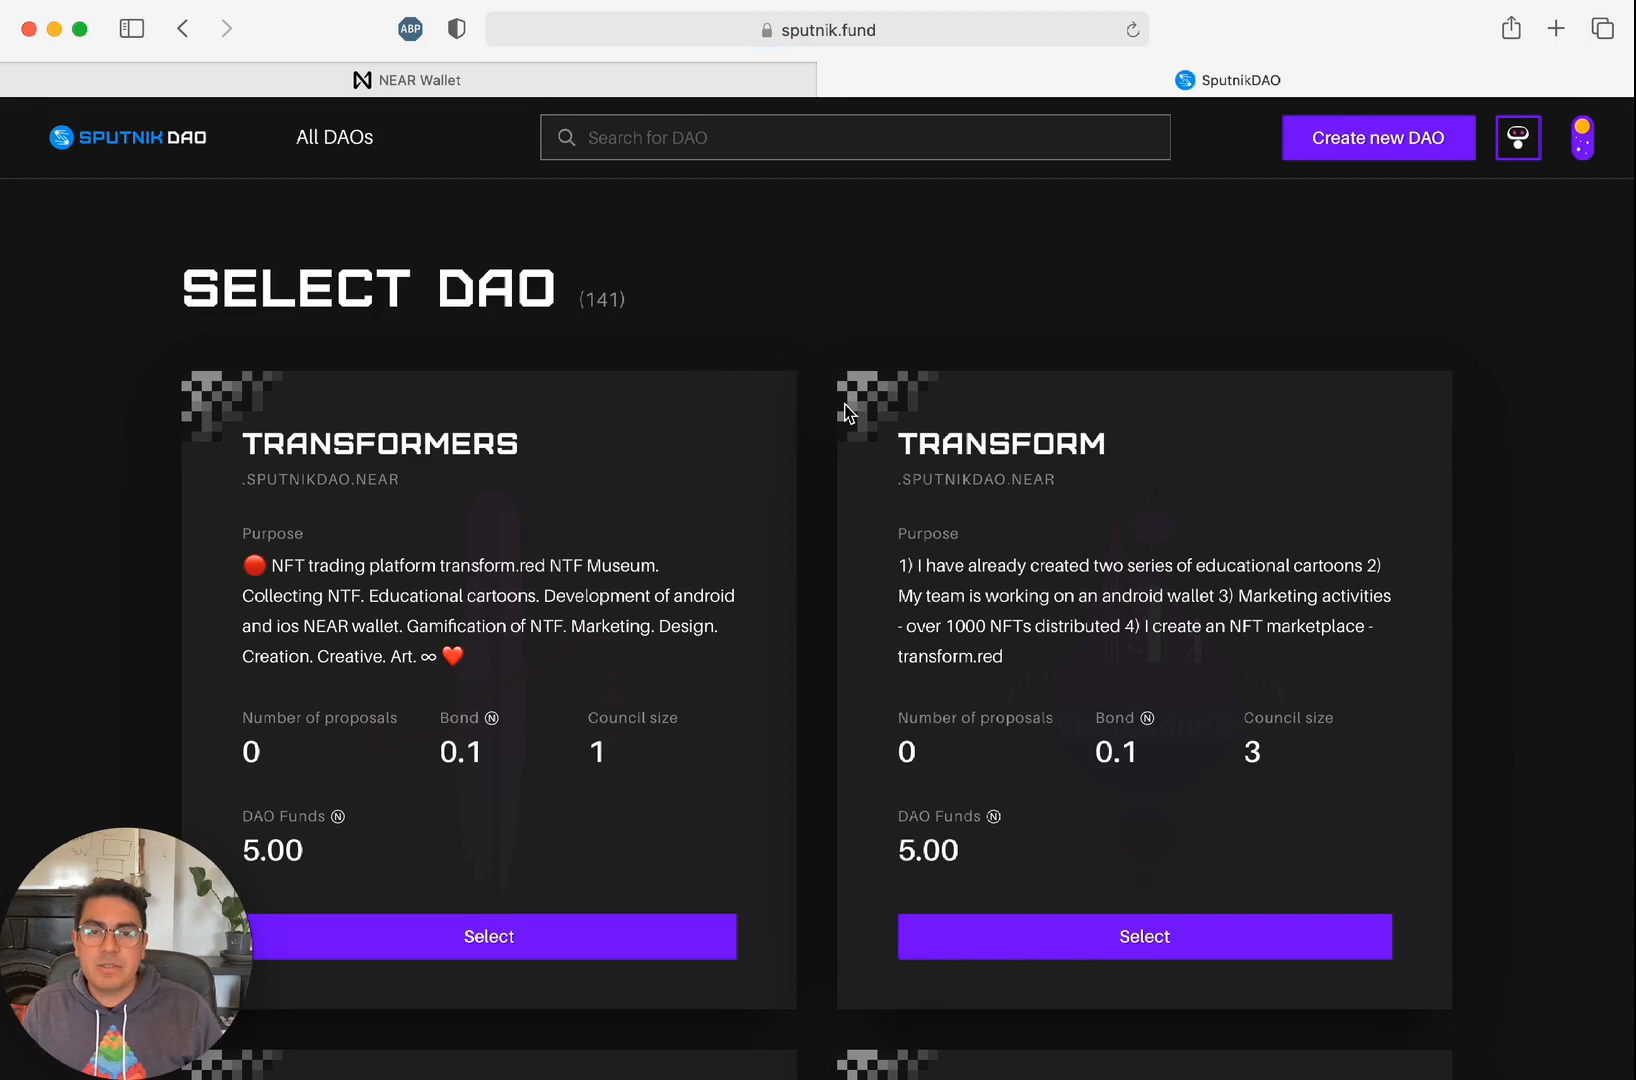 ABP
sputnik.fund
NEAR Wallet
SputnikDAO
SPUTNIK DAO
All DAOs
Search for DAO
Create new DAO
SELECT DAO (141)
TRANSFORMERS
.SPUTNIKDAO.NEAR
Purpose
🔴 NFT trading platform transform.red NTF Museum.
Collecting NTF. Educational cartoons. Development of android
and ios NEAR wallet. Gamification of NTF. Marketing. Design.
Creation. Creative. Art. ∞ ❤️
Number of proposals Bond Ⓝ Council size
0 0.1 1
DAO Funds Ⓝ
5.00
Select
TRANSFORM
.SPUTNIKDAO.NEAR
Purpose
1) I have already created two series of educational cartoons 2)
My team is working on an android wallet 3) Marketing activities
- over 1000 NFTs distributed 4) I create an NFT marketplace -
transform.red
Number of proposals Bond Ⓝ Council size
0 0.1 3
DAO Funds Ⓝ
5.00
Select